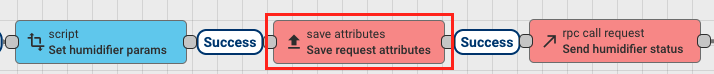 script
Set humidifier params
Success
save attributes
Save request attributes
Success
rpc call request
Send humidifier status